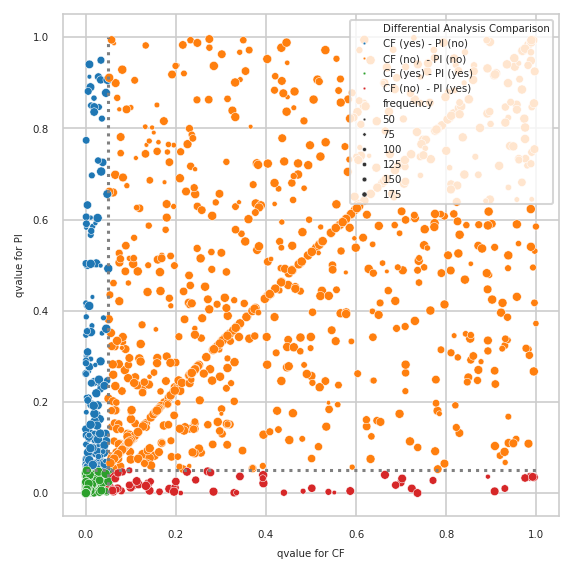 Differential Analysis Comparison
CF (yes) - PI (no)
CF (no)  - PI (no)
CF (yes) - PI (yes)
CF (no)  - PI (yes)
frequency
50
75
100
125
150
175
1.0
0.8
0.6
0.4
0.2
0.0
qvalue for PI
0.0 0.2 0.4 0.6 0.8 1.0
qvalue for CF